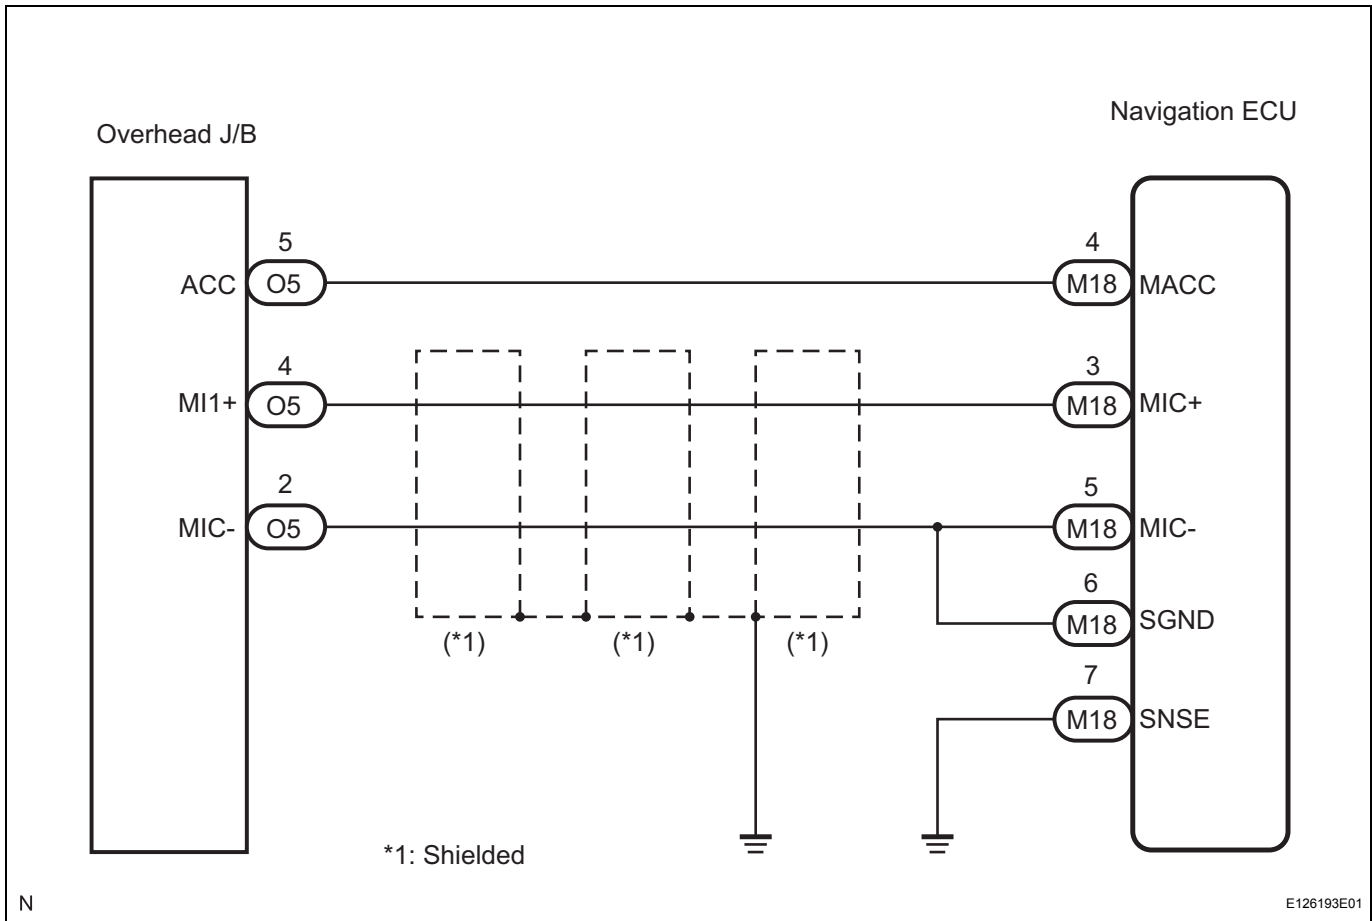 Navigation ECU
Overhead J/B
5
4
ACC
O5
M18
MACC
4
3
MI1+
O5
M18
MIC+
2
5
MIC-
O5
M18
MIC-
6
(*1)
(*1)
(*1)
M18
SGND
7
M18
SNSE
*1: Shielded
N
E126193E01